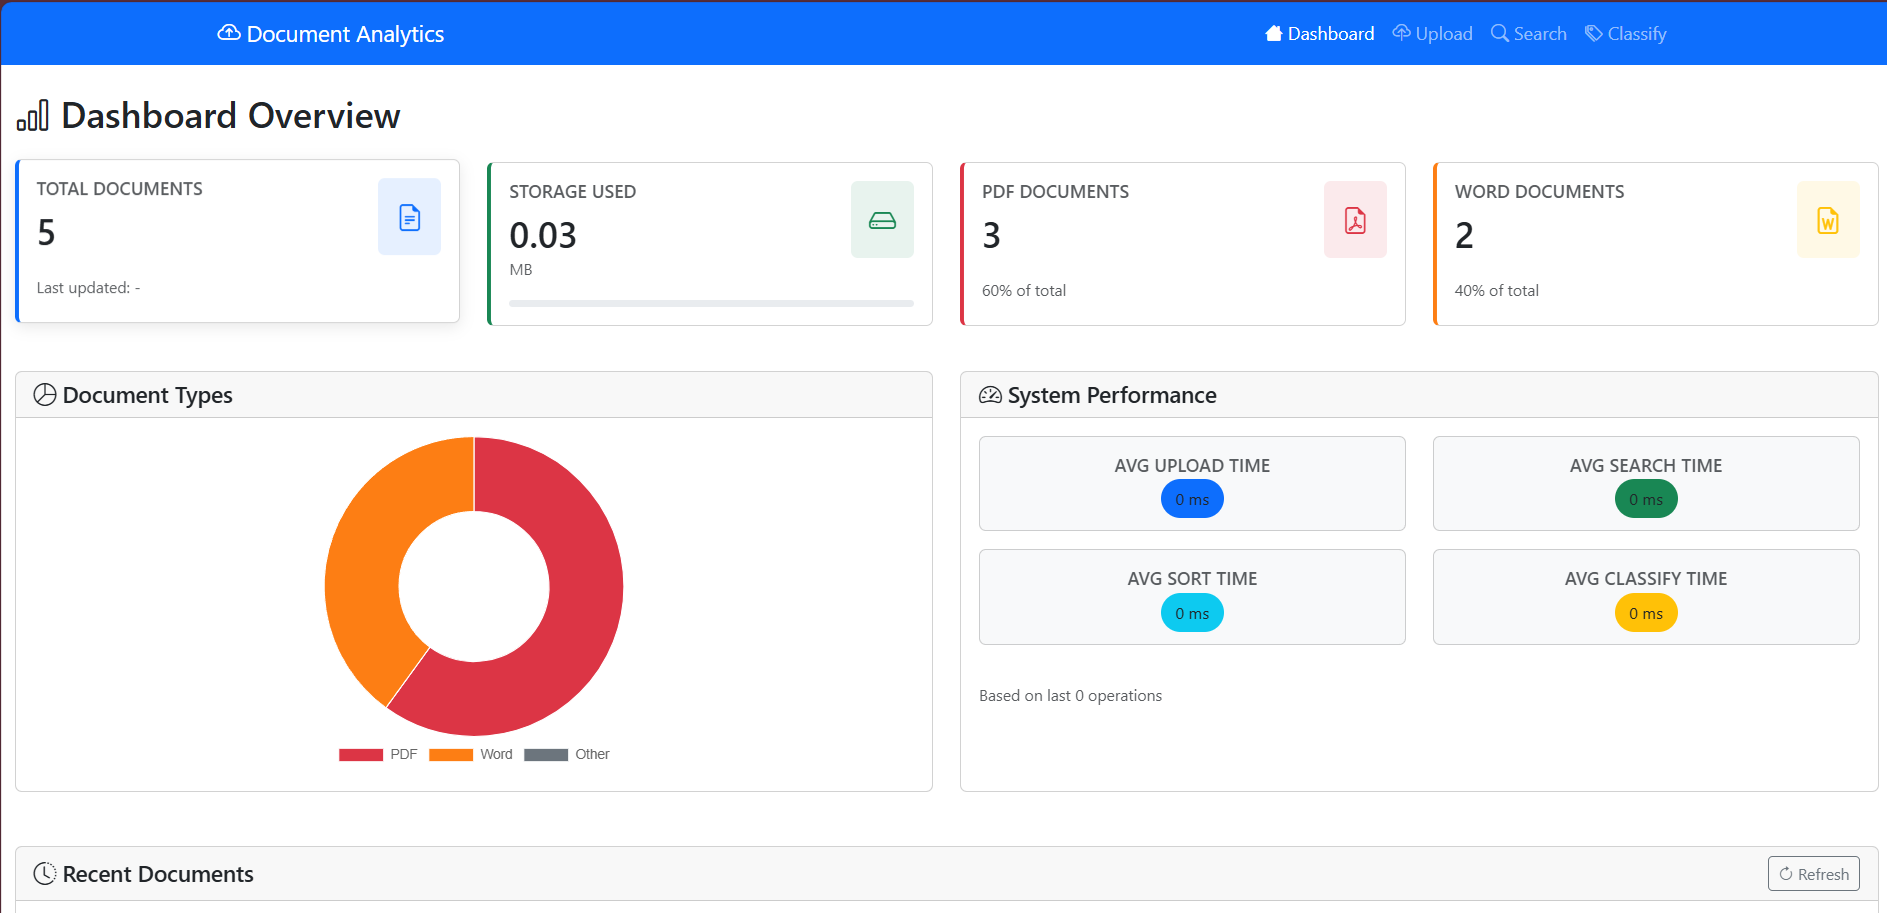 Document Analytics
Dashboard Upload Search Classify
Dashboard Overview
TOTAL DOCUMENTS
5
Last updated: -
STORAGE USED
0.03
MB
PDF DOCUMENTS
3
60% of total
WORD DOCUMENTS
2
40% of total
Document Types
PDF Word Other
System Performance
AVG UPLOAD TIME
0 ms
AVG SEARCH TIME
0 ms
AVG SORT TIME
0 ms
AVG CLASSIFY TIME
0 ms
Based on last 0 operations
Recent Documents
Refresh